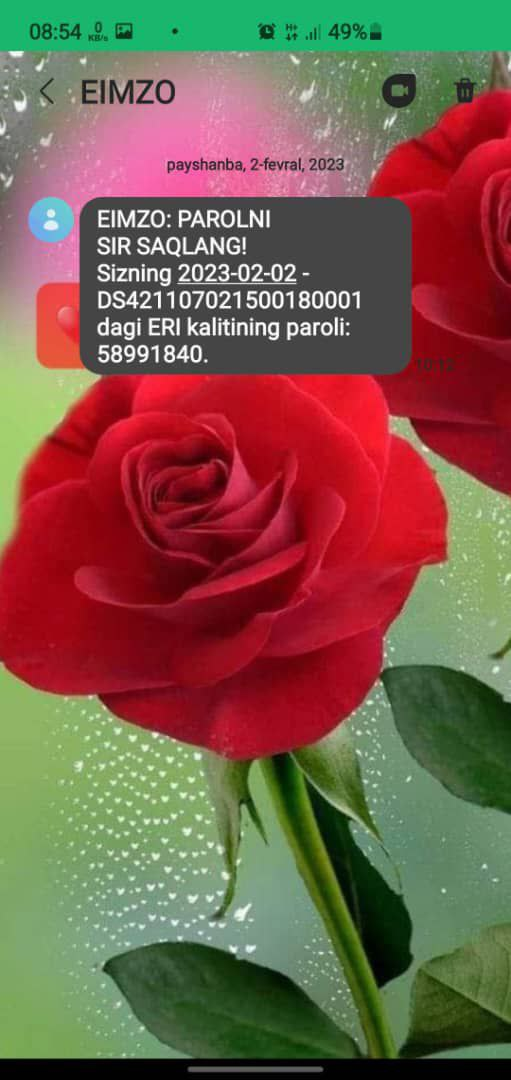 08:54 0 KB/s 49%
EIMZO
payshanba, 2-fevral, 2023
EIMZO: PAROLNI
SIR SAQLANG!
Sizning 2023-02-02 -
DS421107021500180001
dagi ERI kalitining paroli:
58991840.
10:12